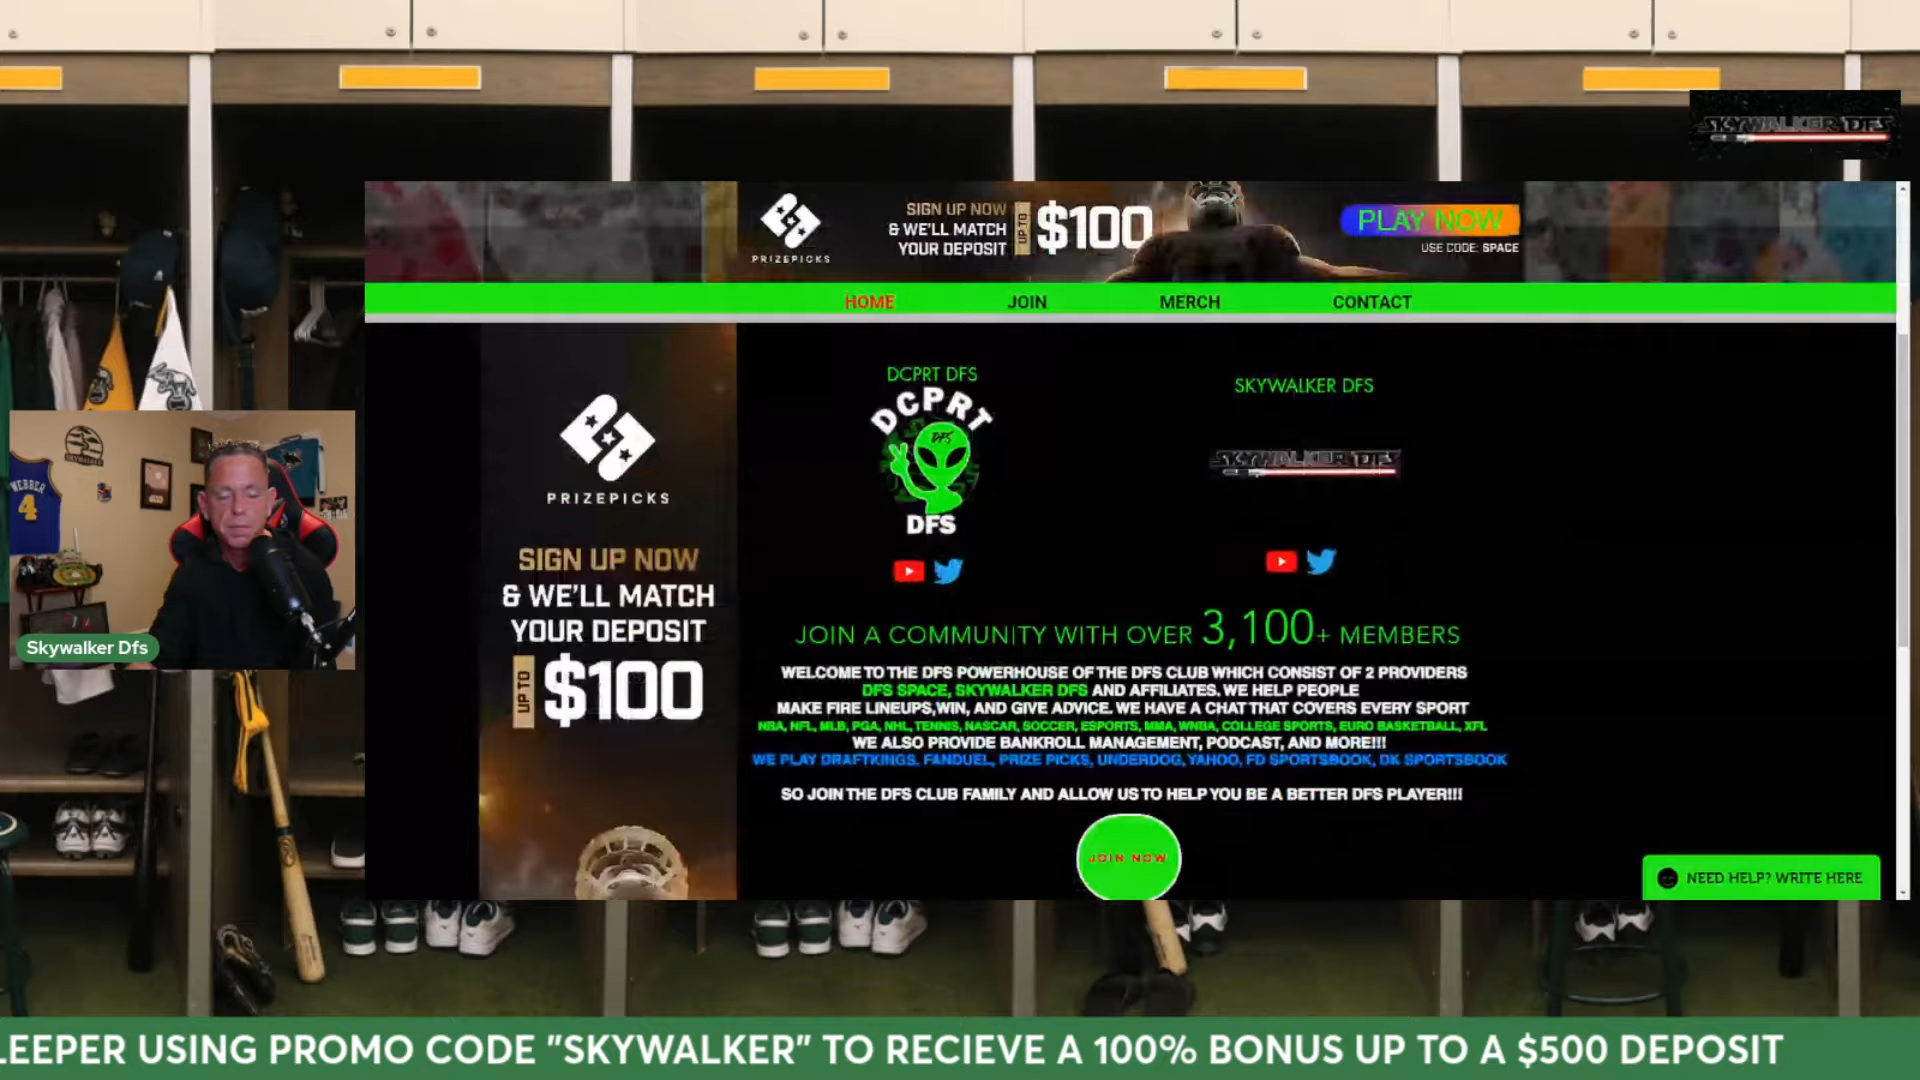 SKYWALKER DFS
PRIZEPICKS
SIGN UP NOW
& WE'LL MATCH
YOUR DEPOSIT
UP TO
$100
PLAY NOW
USE CODE: SPACE
HOME
JOIN
MERCH
CONTACT
PRIZEPICKS
SIGN UP NOW
& WE'LL MATCH
YOUR DEPOSIT
UP TO
$100
DCPRT DFS
DCPRT
DFS
DFS
SKYWALKER DFS
SKYWALKER DFS
JOIN A COMMUNITY WITH OVER 3,100+ MEMBERS
WELCOME TO THE DFS POWERHOUSE OF THE DFS CLUB WHICH CONSIST OF 2 PROVIDERS
DFS SPACE, SKYWALKER DFS AND AFFILIATES. WE HELP PEOPLE
MAKE FIRE LINEUPS,WIN, AND GIVE ADVICE. WE HAVE A CHAT THAT COVERS EVERY SPORT
NBA, NFL, MLB, PGA, NHL, TENNIS, NASCAR, SOCCER, ESPORTS, MMA, WNBA, COLLEGE SPORTS, EURO BASKETBALL, XFL
WE ALSO PROVIDE BANKROLL MANAGEMENT, PODCAST, AND MORE!!!
WE PLAY DRAFTKINGS. FANDUEL, PRIZE PICKS, UNDERDOG, YAHOO, FD SPORTSBOOK, DK SPORTSBOOK
SO JOIN THE DFS CLUB FAMILY AND ALLOW US TO HELP YOU BE A BETTER DFS PLAYER!!!
JOIN NOW
NEED HELP? WRITE HERE
WEBBER
4
Skywalker Dfs
LEEPER USING PROMO CODE "SKYWALKER" TO RECIEVE A 100% BONUS UP TO A $500 DEPOSIT